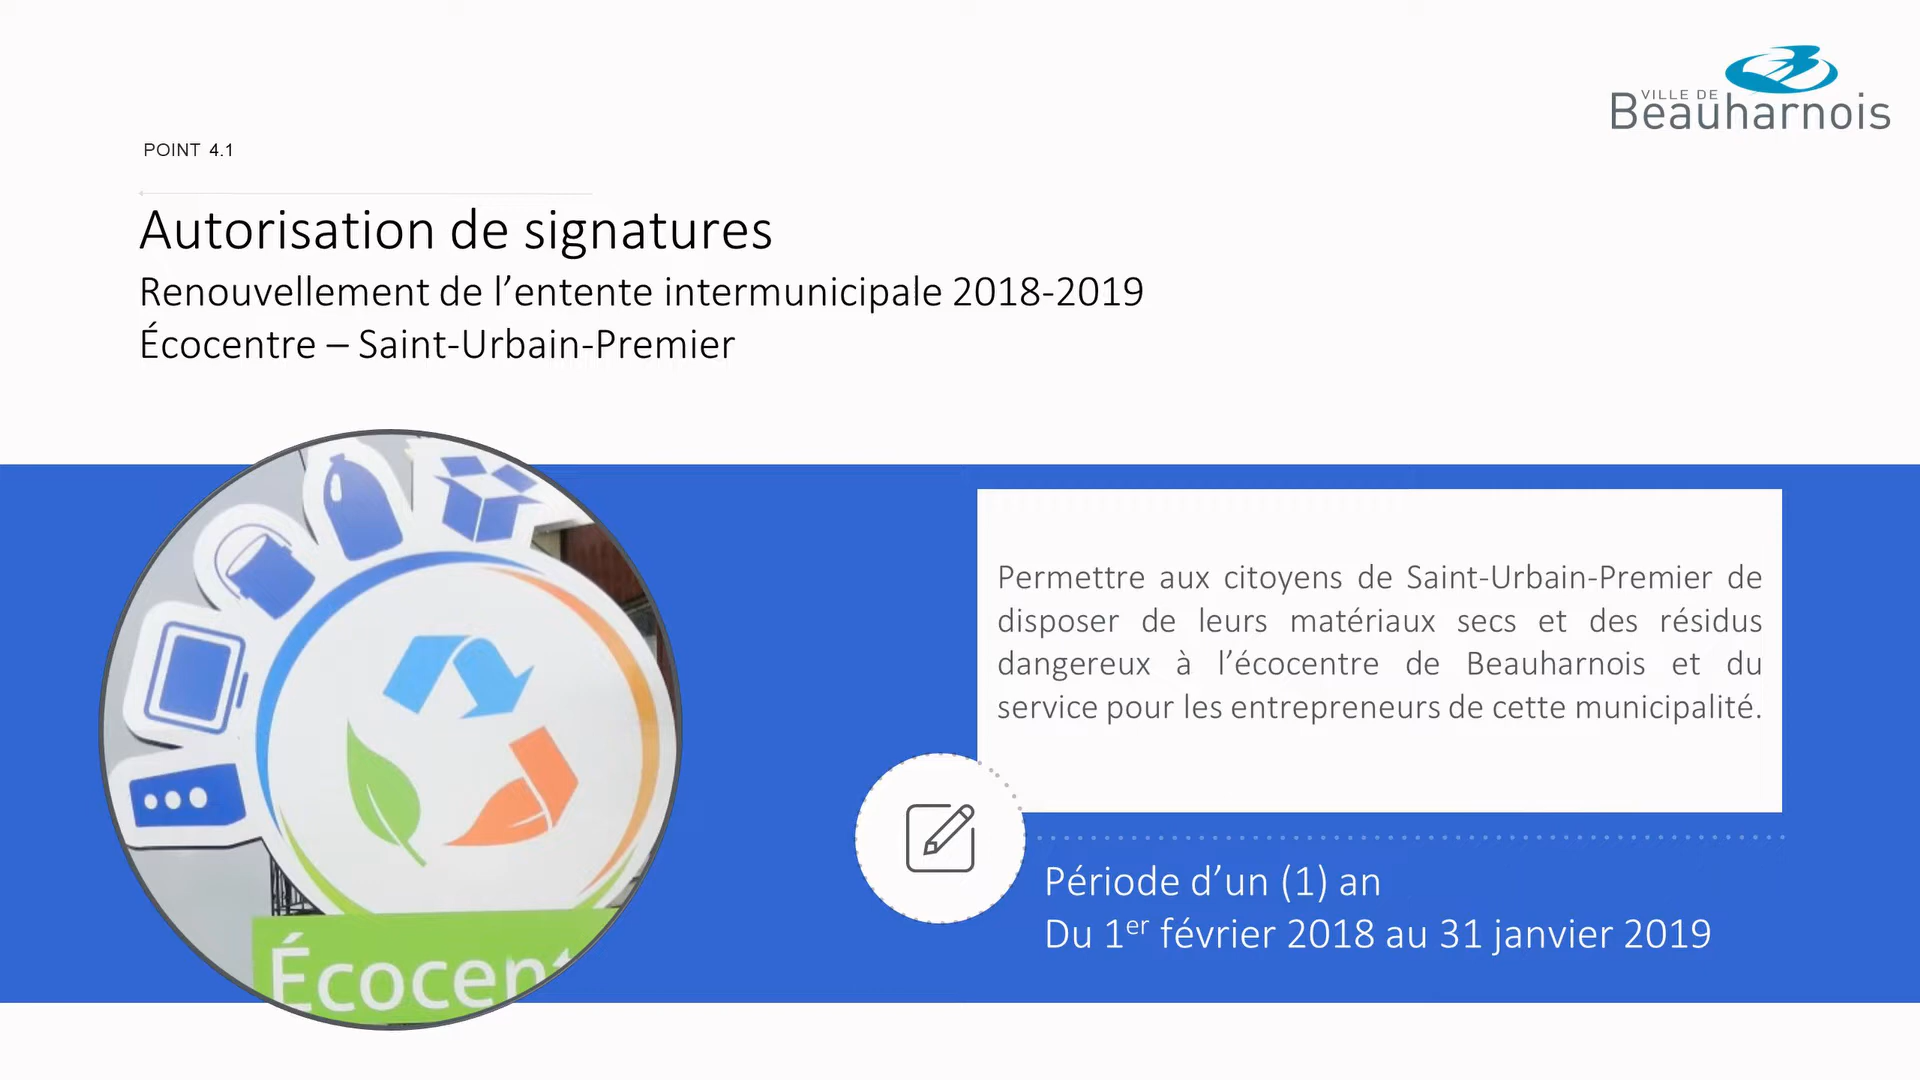 VILLE DE
Beauharnois
POINT 4.1
Autorisation de signatures
Renouvellement de l’entente intermunicipale 2018-2019
Écocentre – Saint-Urbain-Premier
Permettre aux citoyens de Saint-Urbain-Premier de
disposer de leurs matériaux secs et des résidus
dangereux à l’écocentre de Beauharnois et du
service pour les entrepreneurs de cette municipalité.
Période d’un (1) an
Du 1er février 2018 au 31 janvier 2019
Écocent